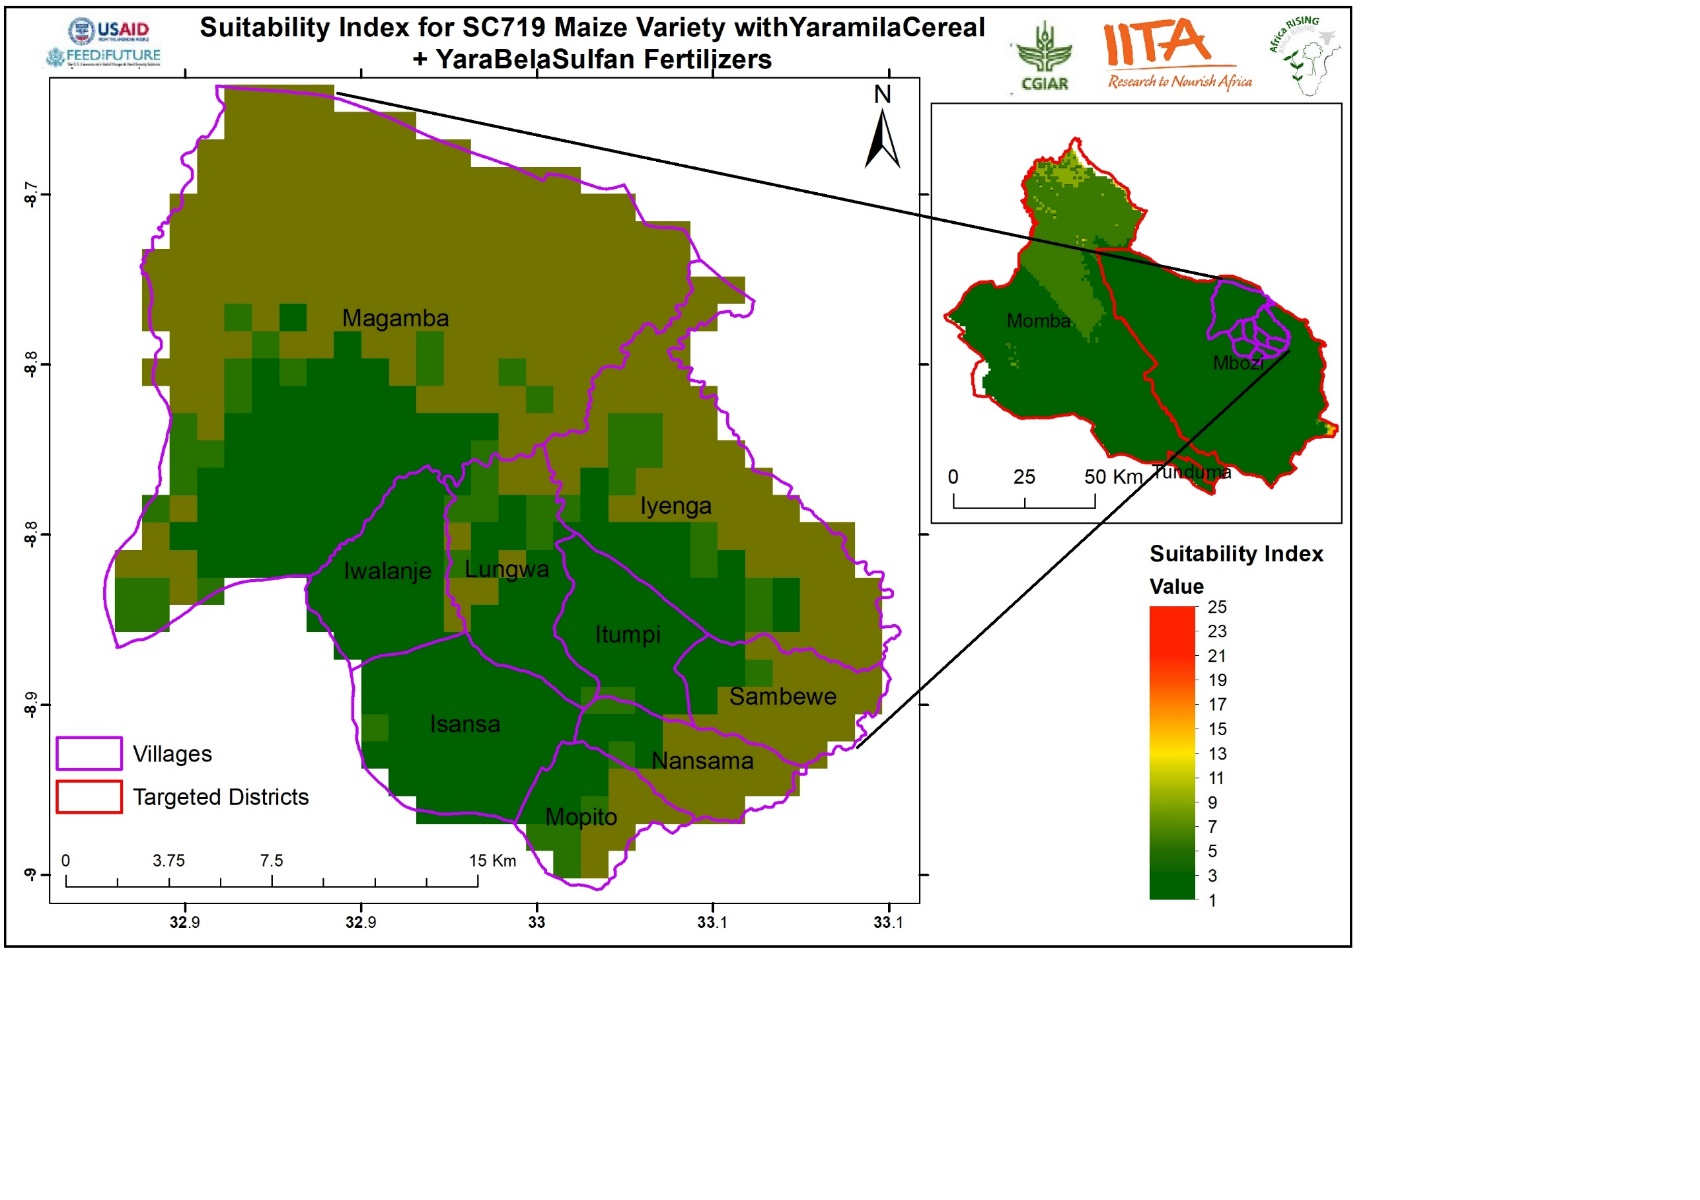 Suitability Index for SC719 Maize Variety withYaramilaCereal
+ YaraBelaSulfan Fertilizers
USAID
FEED FUTURE
CGIAR
IITA
Research to Nourish Africa
Africa RISING
N
-8.7
-8.8
-8.8
-8.9
-9
32.9
32.9
33
33.1
33.1
Magamba
Iyenga
Iwalanje
Lungwa
Itumpi
Sambewe
Isansa
Nansama
Mopito
Villages
Targeted Districts
0 3.75 7.5 15 Km
Momba
Mbozi
Tunduma
0 25 50 Km
Suitability Index
Value
25
23
21
19
17
15
13
11
9
7
5
3
1